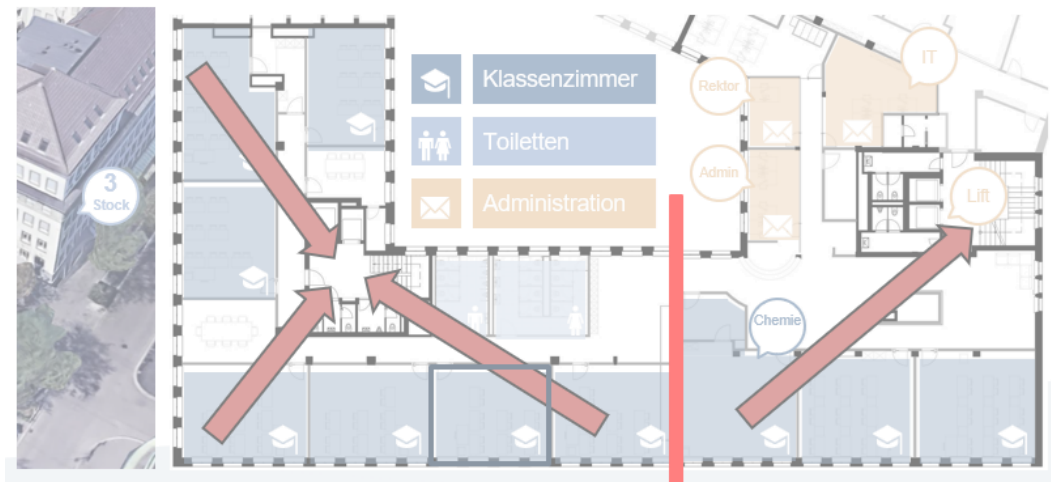 3
Stock
Klassenzimmer
Toiletten
Administration
Rektor
IT
Admin
Lift
Chemie